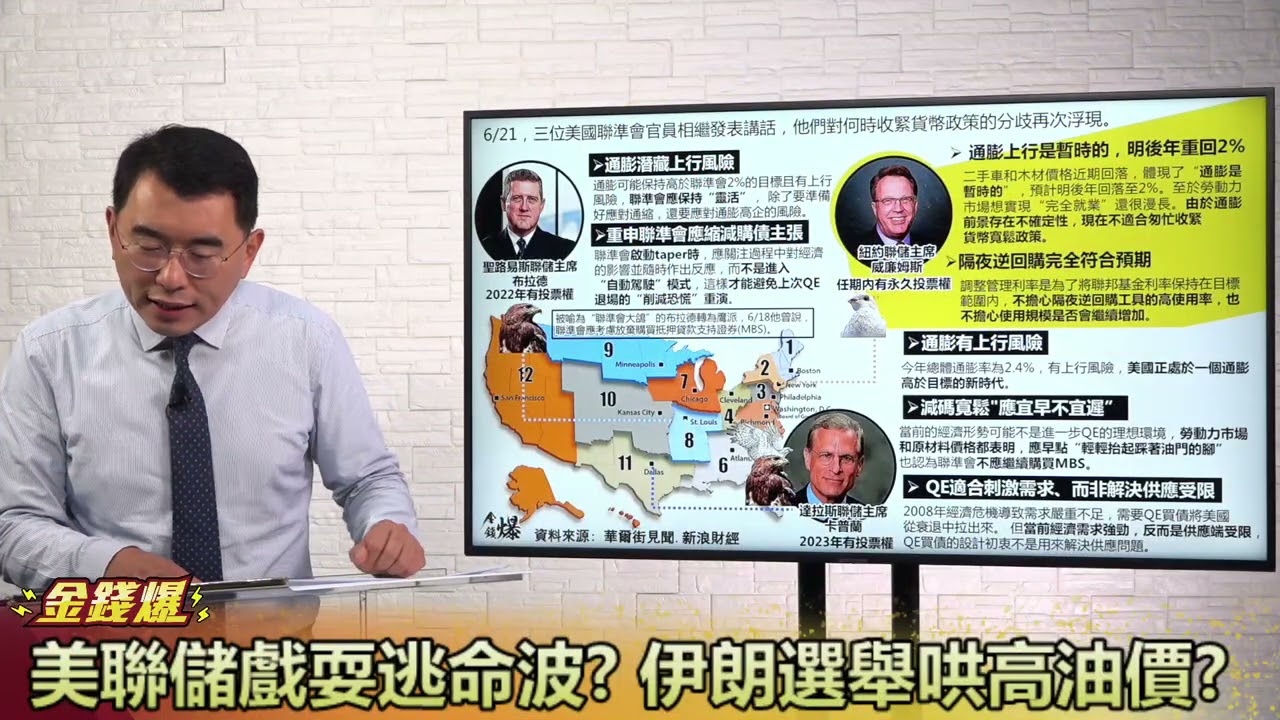 6/21，三位美國聯準會官員相繼發表講話，他們對何時收緊貨幣政策的分歧再次浮現。
➢通膨潛藏上行風險
通膨可能保持高於聯準會2%的目標且有上行
風險，聯準會應保持“靈活”，除了要準備
好應對通縮，還要應對通膨高企的風險。
➢重申聯準會應縮減購債主張
聯準會啟動taper時，應關注過程中對經濟
的影響並隨時作出反應，而不是進入
“自動駕駛”模式，這樣才能避免上次QE
退場的“削減恐慌”重演。
聖路易斯聯儲主席
布拉德
2022年有投票權
被喻為“聯準會大鴿”的布拉德轉為鷹派，6/18他曾說，
聯準會應考慮放棄購買抵押貸款支持證券(MBS)。
➢ 通膨上行是暫時的，明後年重回2%
二手車和木材價格近期回落，體現了“通膨是
暫時的”，預計明後年回落至2%。至於勞動力
市場想實現“完全就業”還很漫長。由於通膨
前景存在不確定性，現在不適合匆忙收緊
貨幣寬鬆政策。
➢隔夜逆回購完全符合預期
調整管理利率是為了將聯邦基金利率保持在目標
範圍內，不擔心隔夜逆回購工具的高使用率，也
不擔心使用規模是否會繼續增加。
紐約聯儲主席
威廉姆斯
任期內有永久投票權
➢通膨有上行風險
今年總體通膨率為2.4%，有上行風險，美國正處於一個通膨
高於目標的新時代。
➢減碼寬鬆"應宜早不宜遲”
當前的經濟形勢可能不是進一步QE的理想環境，勞動力市場
和原材料價格都表明，應早點“輕輕抬起踩著油門的腳”
也認為聯準會不應繼續購買MBS。
➢ QE適合刺激需求、而非解決供應受限
2008年經濟危機導致需求嚴重不足，需要QE買債將美國
從衰退中拉出來。但當前經濟需求強勁，反而是供應端受限，
QE買債的設計初衷不是用來解決供應問題。
達拉斯聯儲主席
卡普蘭
2023年有投票權
9
Minneapolis
1
Boston
12
7
2
New York
San Francisco
Chicago
Cleveland
3
Philadelphia
10
Kansas City
4
Washington, D.C.
St. Louis
Richmond
8
11
Dallas
6
Atlanta
金錢爆
資料來源：華爾街見聞、新浪財經
金錢爆
美聯儲戲耍逃命波？伊朗選舉哄高油價？